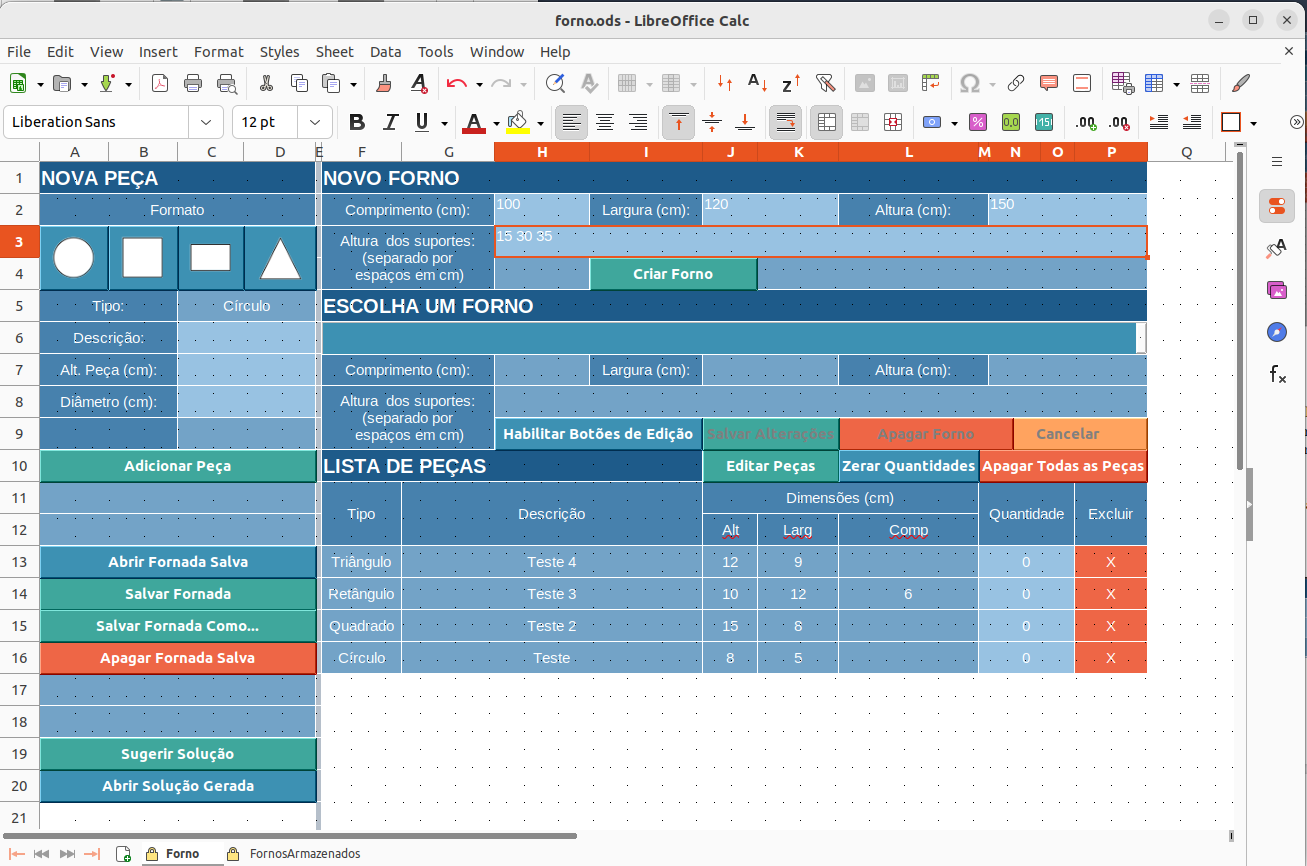 forno.ods - LibreOffice Calc
File Edit View Insert Format Styles Sheet Data Tools Window Help
Liberation Sans 12 pt
A B C D E F G H I J K L M N O P Q
1 NOVA PEÇA NOVO FORNO
2 Formato Comprimento (cm): 100 Largura (cm): 120 Altura (cm): 150
3 Altura dos suportes: 15 30 35
(separado por
4 espaços em cm) Criar Forno
5 Tipo: Círculo ESCOLHA UM FORNO
6 Descrição:
7 Alt. Peça (cm): Comprimento (cm): Largura (cm): Altura (cm):
8 Diâmetro (cm): Altura dos suportes:
(separado por
9 espaços em cm) Habilitar Botões de Edição Salvar Alterações Apagar Forno Cancelar
10 Adicionar Peça LISTA DE PEÇAS Editar Peças Zerar Quantidades Apagar Todas as Peças
11 Dimensões (cm)
Tipo Descrição Quantidade Excluir
12 Alt Larg Comp
13 Abrir Fornada Salva Triângulo Teste 4 12 9 0 X
14 Salvar Fornada Retângulo Teste 3 10 12 6 0 X
15 Salvar Fornada Como... Quadrado Teste 2 15 8 0 X
16 Apagar Fornada Salva Círculo Teste 8 5 0 X
17
18
19 Sugerir Solução
20 Abrir Solução Gerada
21
Forno FornosArmazenados